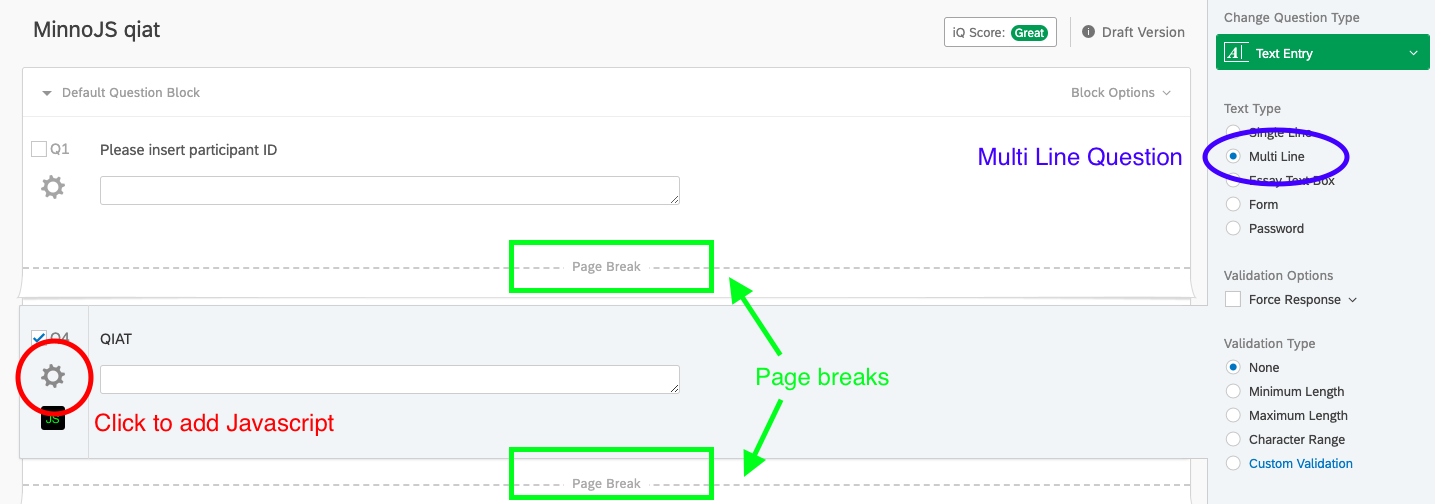 MinnoJS qiat
iQ Score: Great
Draft Version
Default Question Block
Block Options
Q1
Please insert participant ID
Multi Line Question
Page Break
Q4
QIAT
Page breaks
JS
Click to add Javascript
Page Break
Change Question Type
A
Text Entry
Text Type
Single Line
Multi Line
Essay Text Box
Form
Password
Validation Options
Force Response
Validation Type
None
Minimum Length
Maximum Length
Character Range
Custom Validation